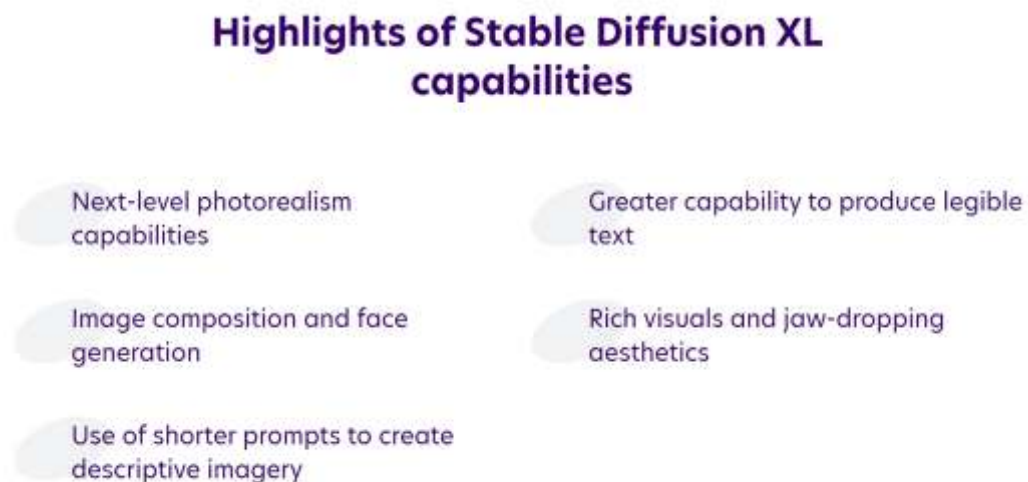 Highlights of Stable Diffusion XL
capabilities
Next-level photorealism
capabilities
Greater capability to produce legible
text
Image composition and face
generation
Rich visuals and jaw-dropping
aesthetics
Use of shorter prompts to create
descriptive imagery